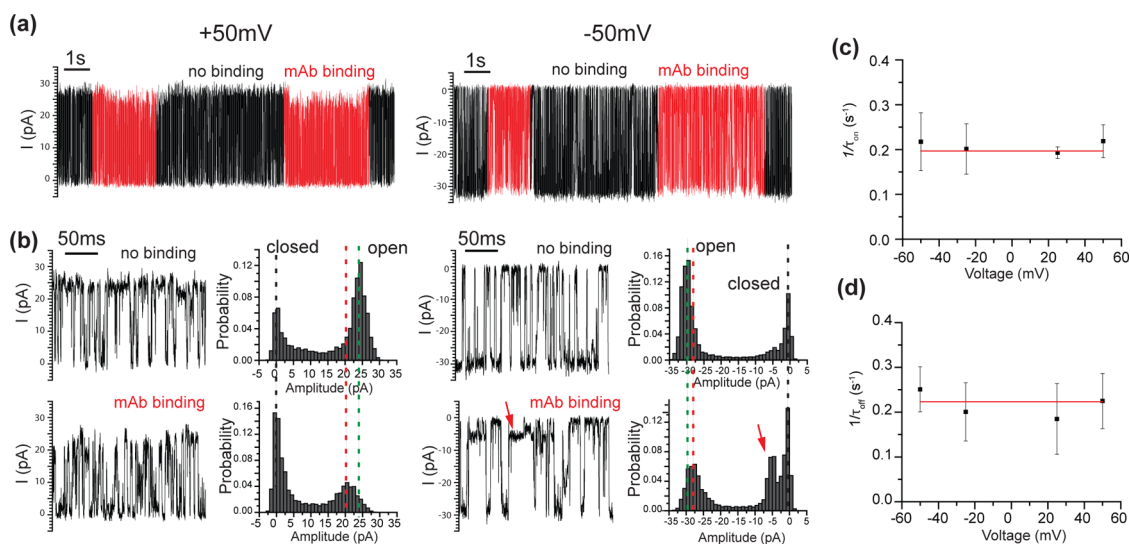 (a)
+50mV
-50mV
1s
no binding
mAb binding
I (pA)
30
20
10
0
1s
no binding
mAb binding
I (pA)
0
-10
-20
-30
(b)
50ms
no binding
I (pA)
30
20
10
0
closed
open
Probability
0.12
0.08
0.04
0.00
-5 0 5 10 15 20 25 30 35
Amplitude (pA)
mAb binding
I (pA)
30
20
10
0
Probability
0.16
0.12
0.08
0.04
0.00
-5 0 5 10 15 20 25 30 35
Amplitude (pA)
50ms
no binding
I (pA)
0
-10
-20
-30
open
closed
Probability
0.16
0.12
0.08
0.04
0.00
-35 -30 -25 -20 -15 -10 -5 0 5
Amplitude (pA)
mAb binding
I (pA)
0
-10
-20
-30
Probability
0.12
0.08
0.04
0.00
-35 -30 -25 -20 -15 -10 -5 0 5
Amplitude (pA)
(c)
1/τon (s-1)
0.4
0.3
0.2
0.1
0.0
-60 -40 -20 0 20 40 60
Voltage (mV)
(d)
1/τoff (s-1)
0.4
0.3
0.2
0.1
0.0
-60 -40 -20 0 20 40 60
Voltage (mV)